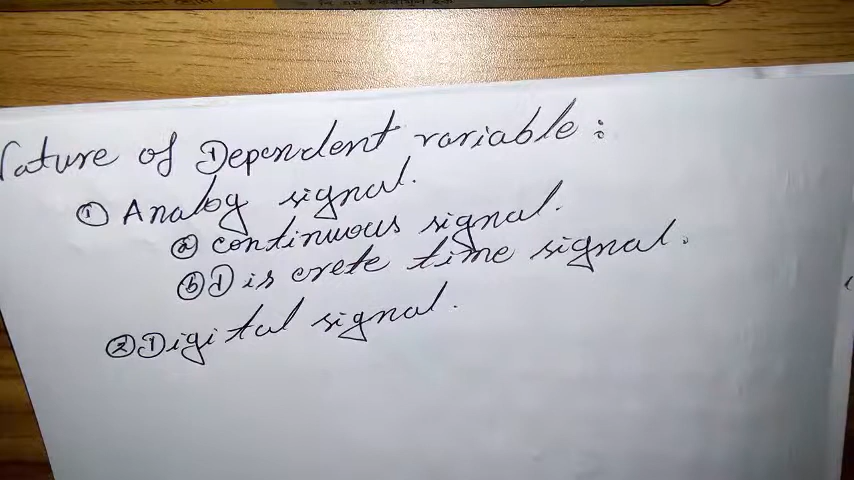 Nature of Dependent variable :
① Analog signal.
ⓐ continuous signal.
ⓑ Discrete time signal.
② Digital signal.